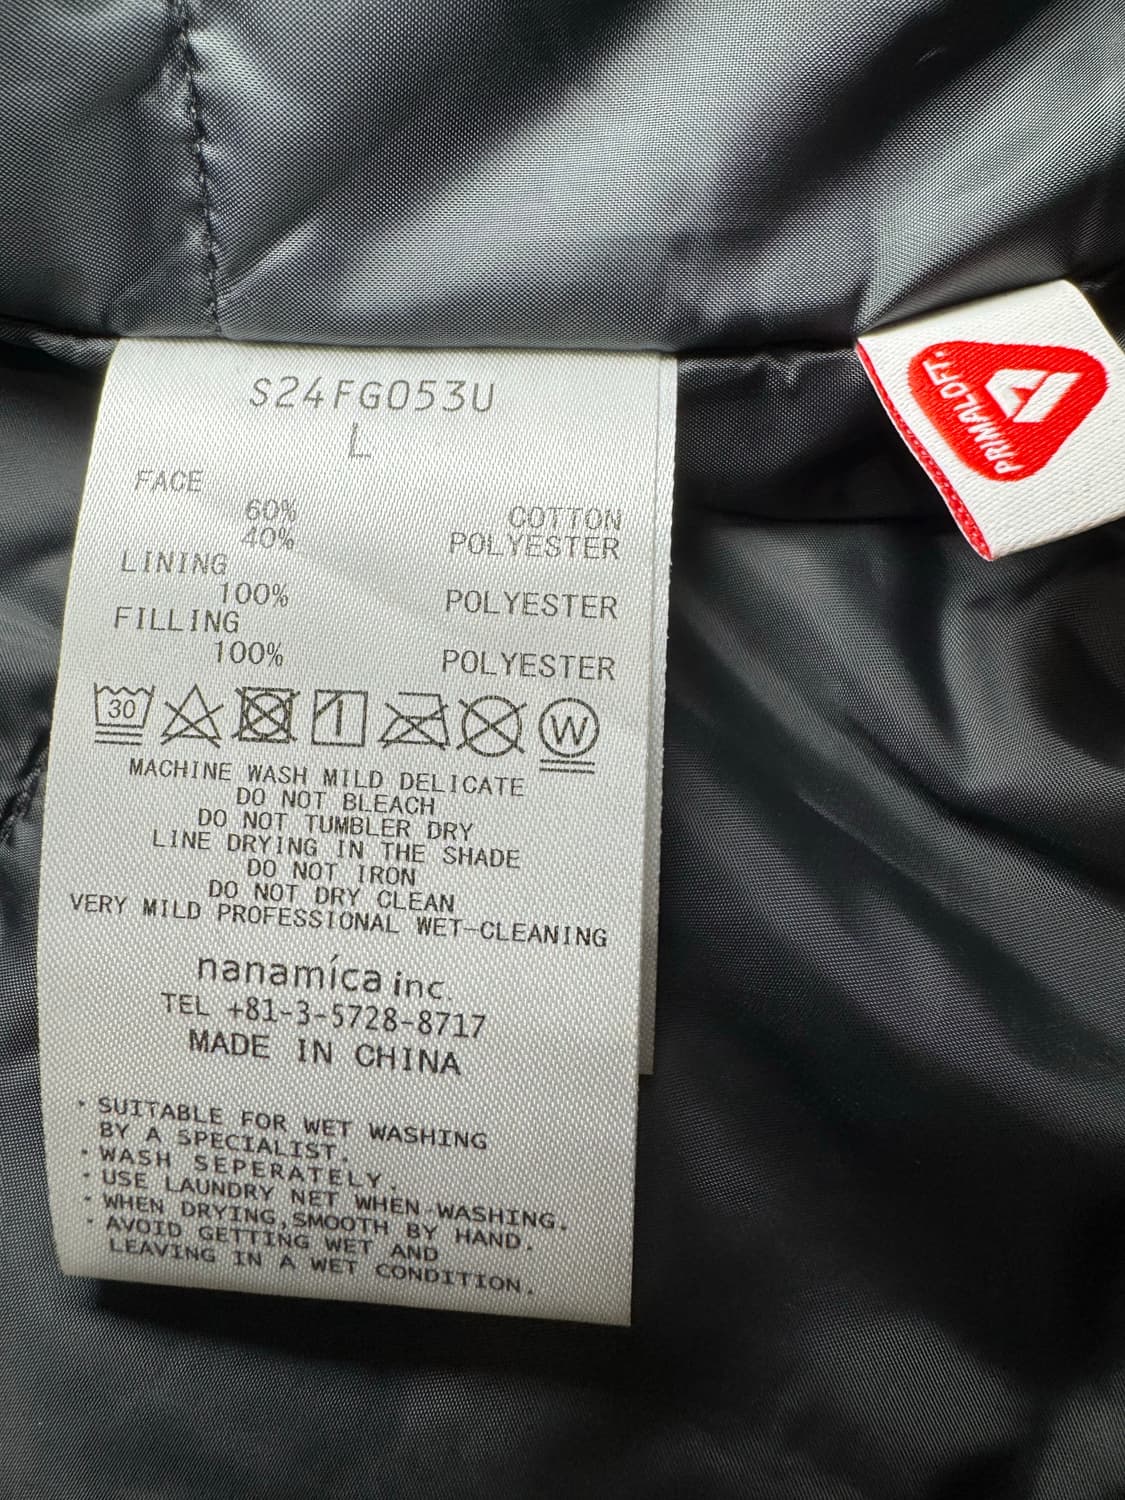 S24FG053U
L
FACE
60% COTTON
40% POLYESTER
LINING
100% POLYESTER
FILLING
100% POLYESTER
30
W
MACHINE WASH MILD DELICATE
DO NOT BLEACH
DO NOT TUMBLER DRY
LINE DRYING IN THE SHADE
DO NOT IRON
DO NOT DRY CLEAN
VERY MILD PROFESSIONAL WET-CLEANING
nanamíca inc.
TEL +81-3-5728-8717
MADE IN CHINA
・SUITABLE FOR WET WASHING
BY A SPECIALIST.
・WASH SEPERATELY.
・USE LAUNDRY NET WHEN WASHING.
・WHEN DRYING,SMOOTH BY HAND.
・AVOID GETTING WET AND
LEAVING IN A WET CONDITION.
PRIMALOFT